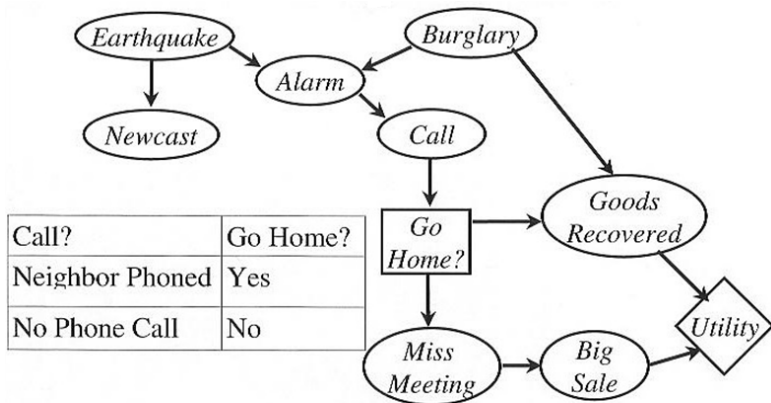 Earthquake
Burglary
Alarm
Newcast
Call
Go
Home?
Goods
Recovered
Call?
Go Home?
Neighbor Phoned
Yes
No Phone Call
No
Utility
Miss
Meeting
Big
Sale